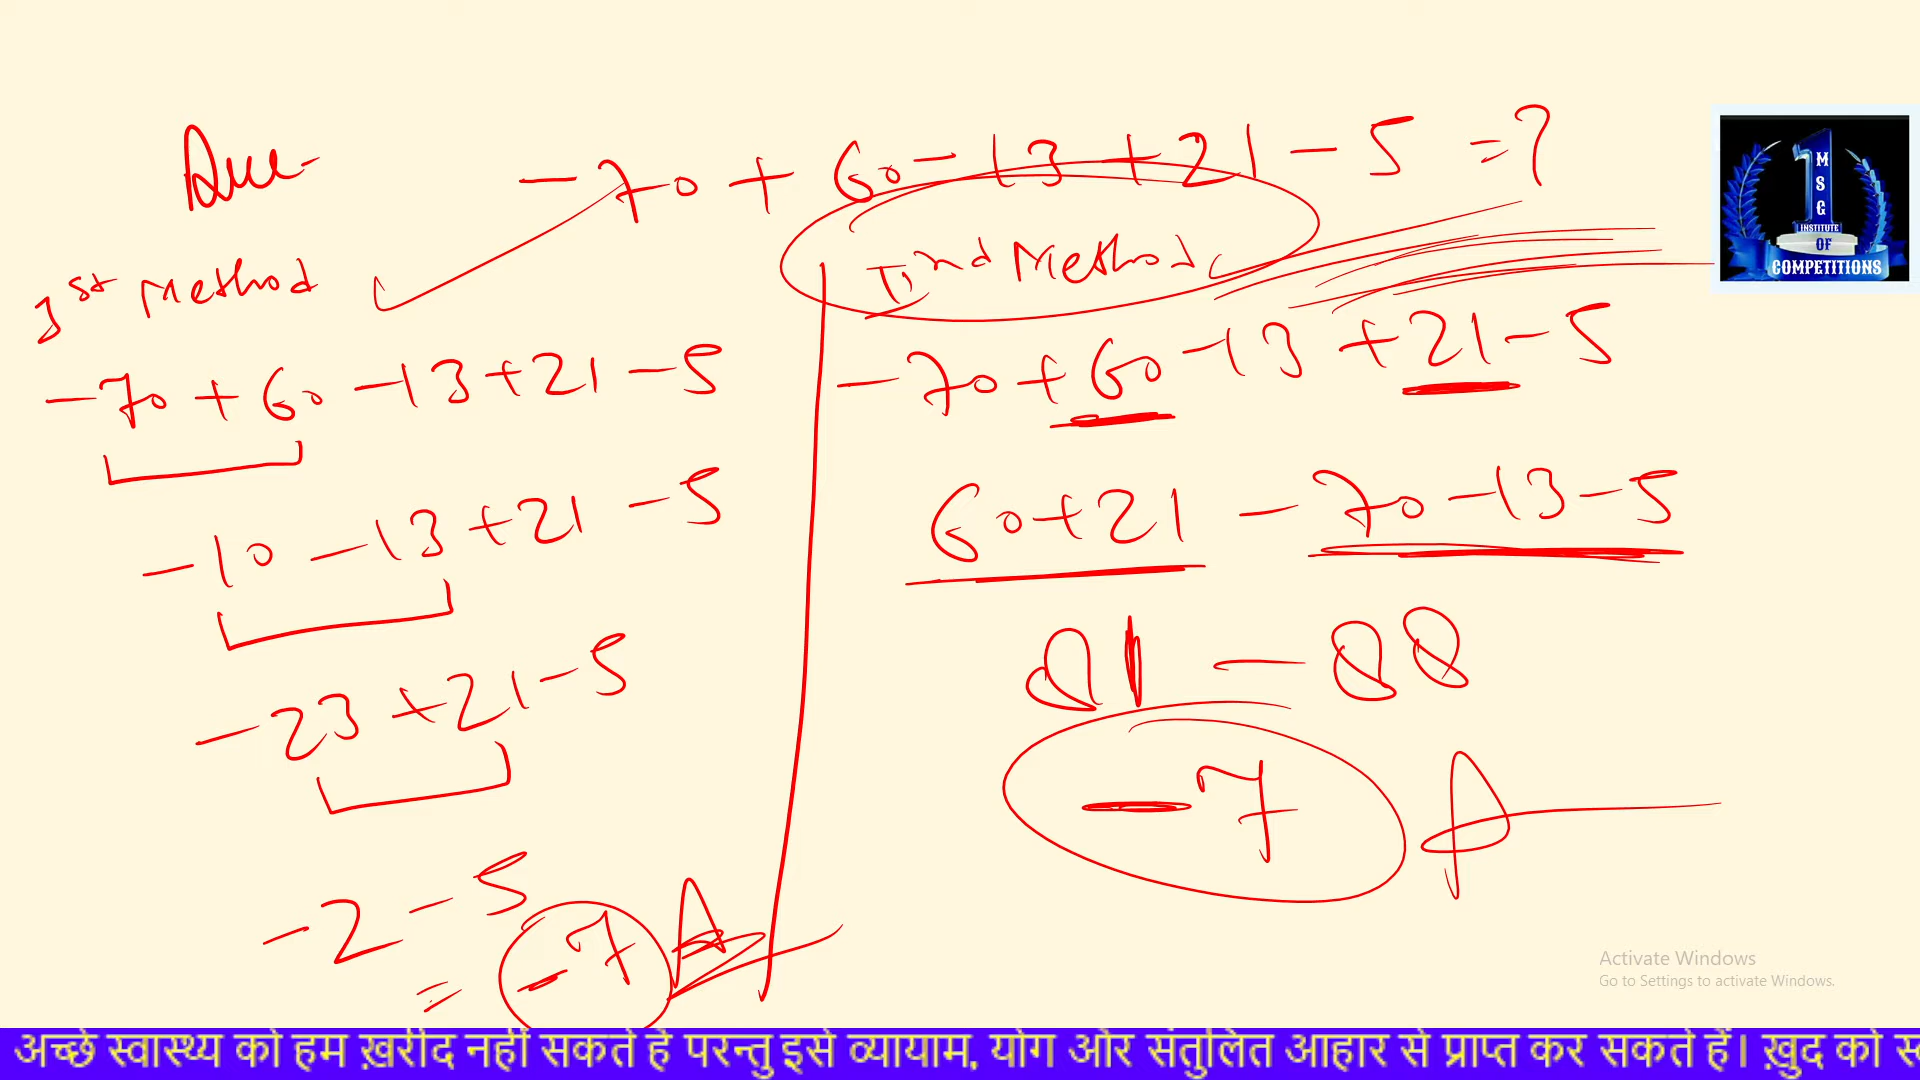 Que -70 + 60 - 13 + 21 - 5 = ?
1st Method
-70 + 60 - 13 + 21 - 5
-10 - 13 + 21 - 5
-23 + 21 - 5
-2 - 5
= -7 A
IInd Method
-70 + 60 - 13 + 21 - 5
60 + 21 - 70 - 13 - 5
81 - 88
-7 A
1
MSG
INSTITUTE
OF
COMPETITIONS
Activate Windows
Go to Settings to activate Windows.
अच्छे स्वास्थ्य को हम ख़रीद नहीं सकते हैं परन्तु इसे व्यायाम, योग और संतुलित आहार से प्राप्त कर सकते हैं। ख़ुद को